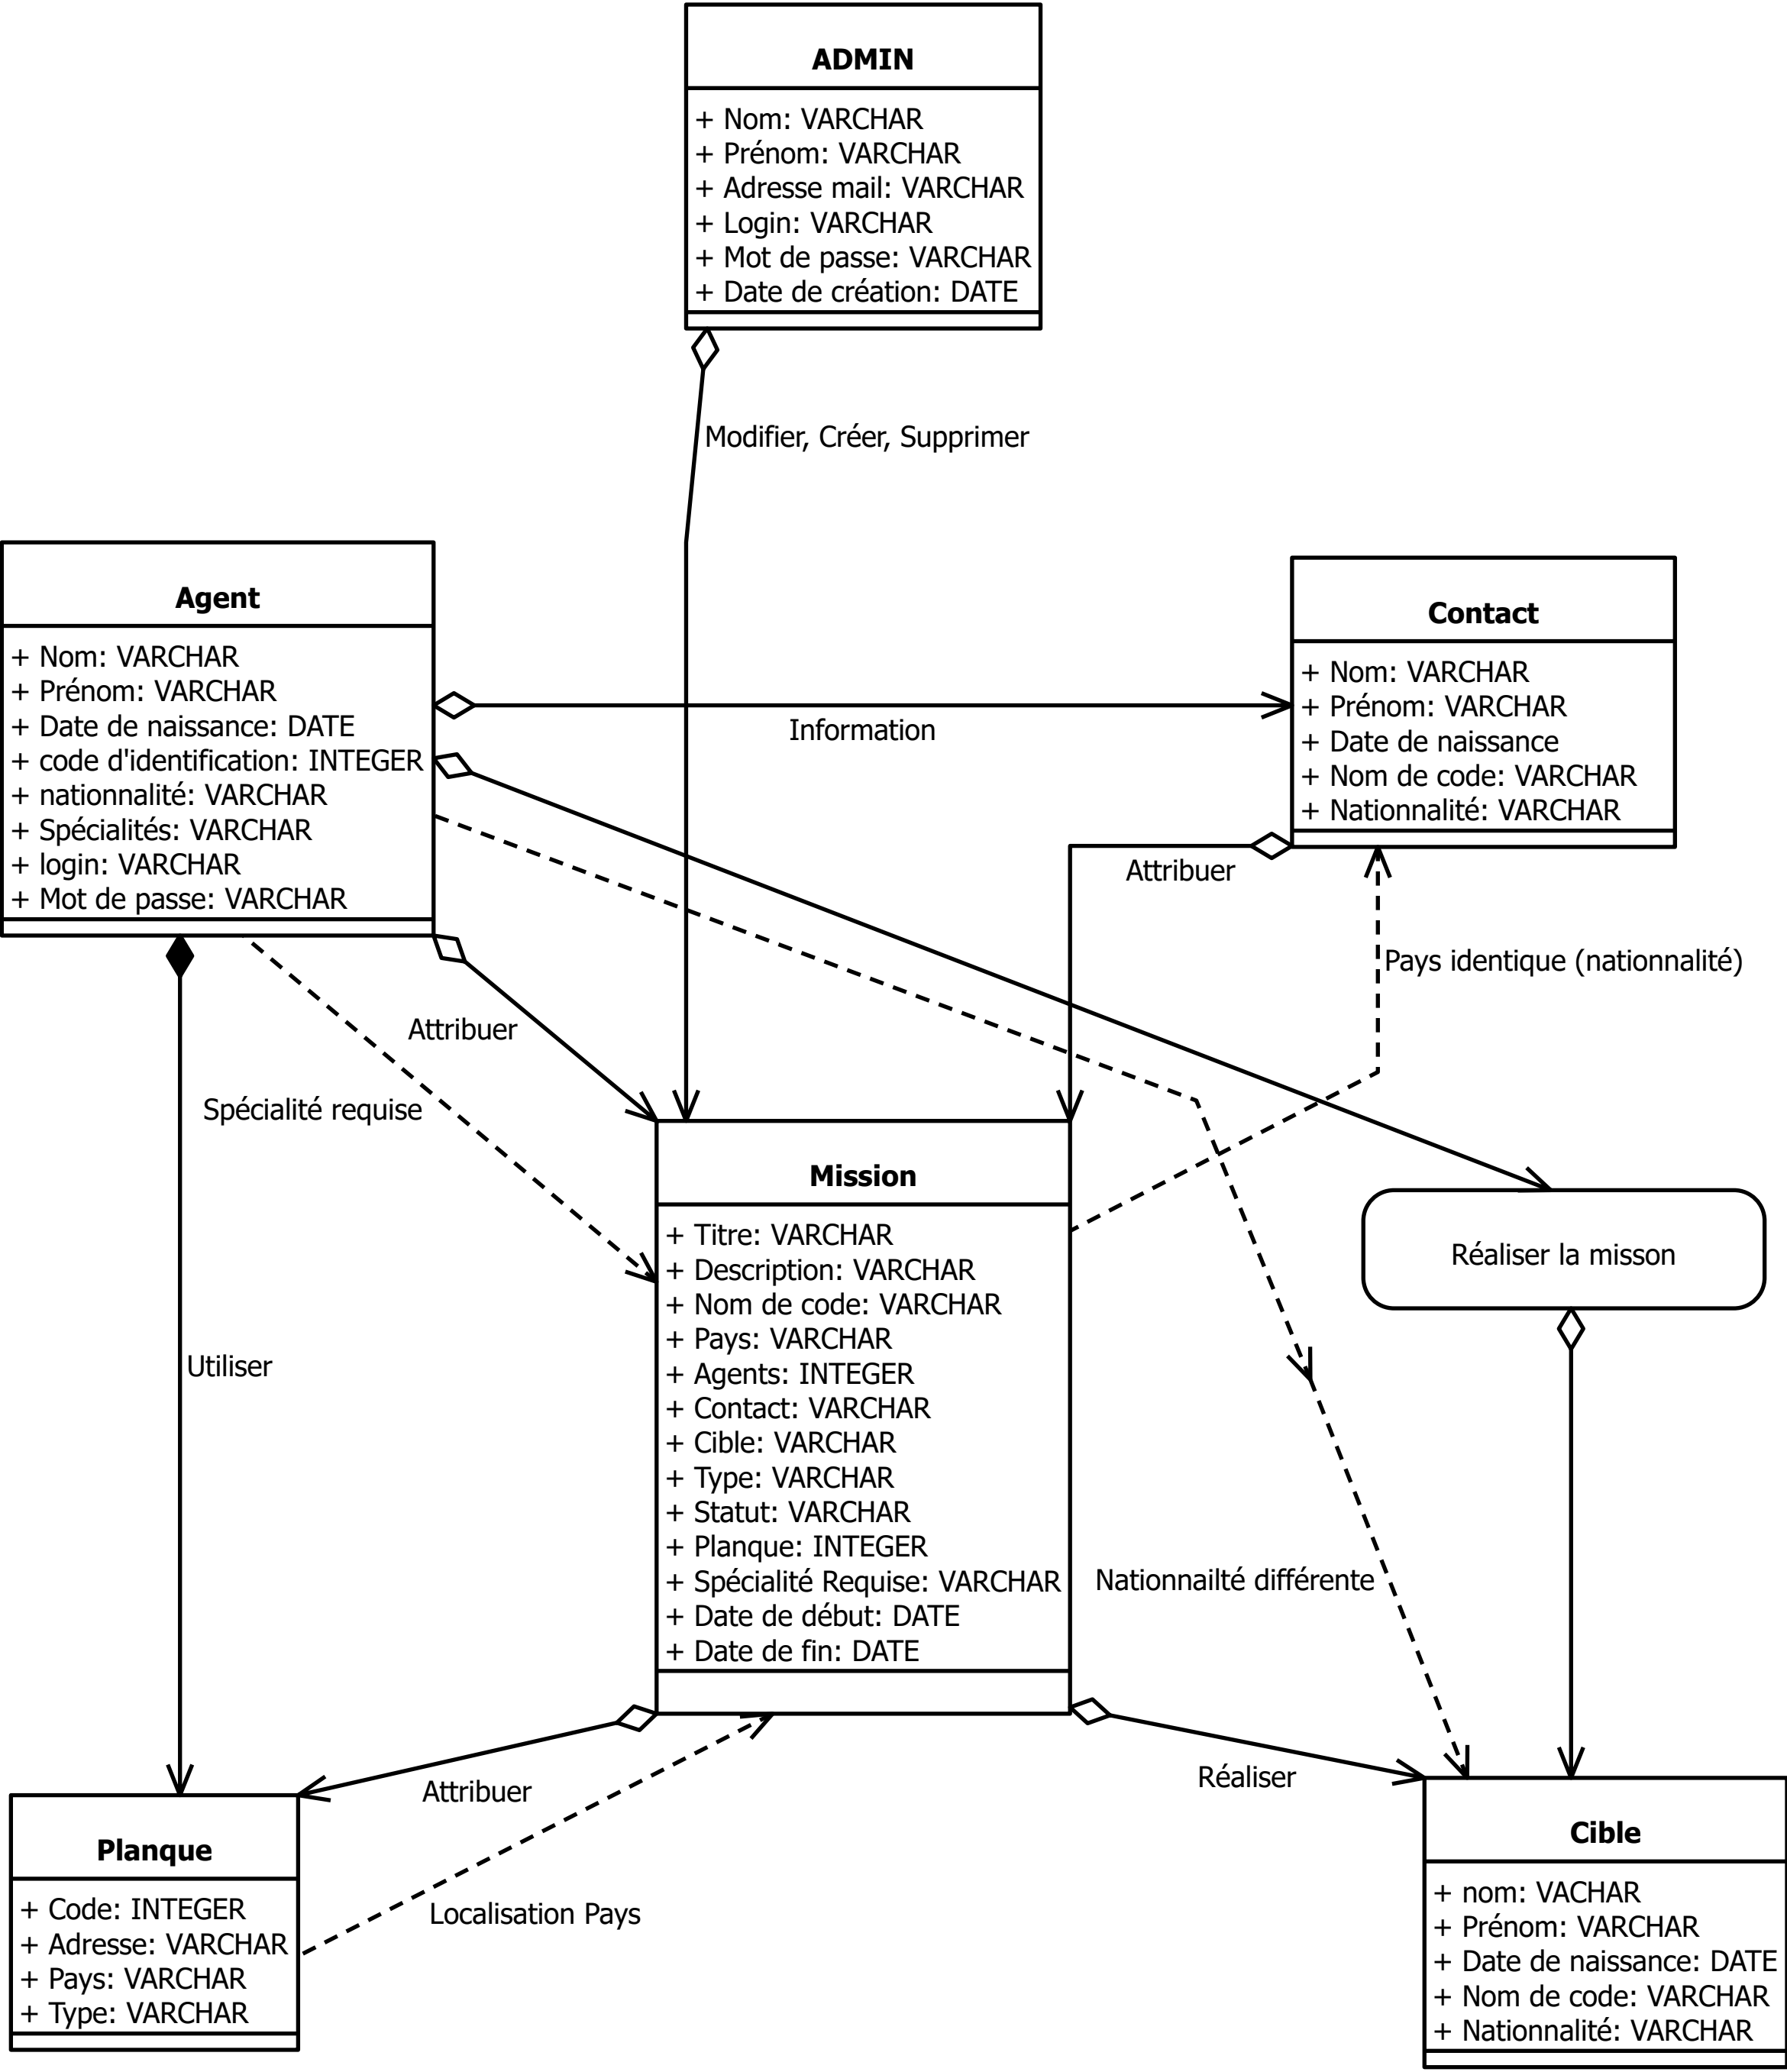 ADMIN
+ Nom: VARCHAR
+ Prénom: VARCHAR
+ Adresse mail: VARCHAR
+ Login: VARCHAR
+ Mot de passe: VARCHAR
+ Date de création: DATE
Modifier, Créer, Supprimer
Agent
+ Nom: VARCHAR
+ Prénom: VARCHAR
+ Date de naissance: DATE
+ code d'identification: INTEGER
+ nationnalité: VARCHAR
+ Spécialités: VARCHAR
+ login: VARCHAR
+ Mot de passe: VARCHAR
Information
Contact
+ Nom: VARCHAR
+ Prénom: VARCHAR
+ Date de naissance
+ Nom de code: VARCHAR
+ Nationnalité: VARCHAR
Attribuer
Pays identique (nationnalité)
Attribuer
Spécialité requise
Utiliser
Mission
+ Titre: VARCHAR
+ Description: VARCHAR
+ Nom de code: VARCHAR
+ Pays: VARCHAR
+ Agents: INTEGER
+ Contact: VARCHAR
+ Cible: VARCHAR
+ Type: VARCHAR
+ Statut: VARCHAR
+ Planque: INTEGER
+ Spécialité Requise: VARCHAR
+ Date de début: DATE
+ Date de fin: DATE
Réaliser la misson
Nationnailté différente
Attribuer
Réaliser
Localisation Pays
Planque
+ Code: INTEGER
+ Adresse: VARCHAR
+ Pays: VARCHAR
+ Type: VARCHAR
Cible
+ nom: VACHAR
+ Prénom: VARCHAR
+ Date de naissance: DATE
+ Nom de code: VARCHAR
+ Nationnalité: VARCHAR